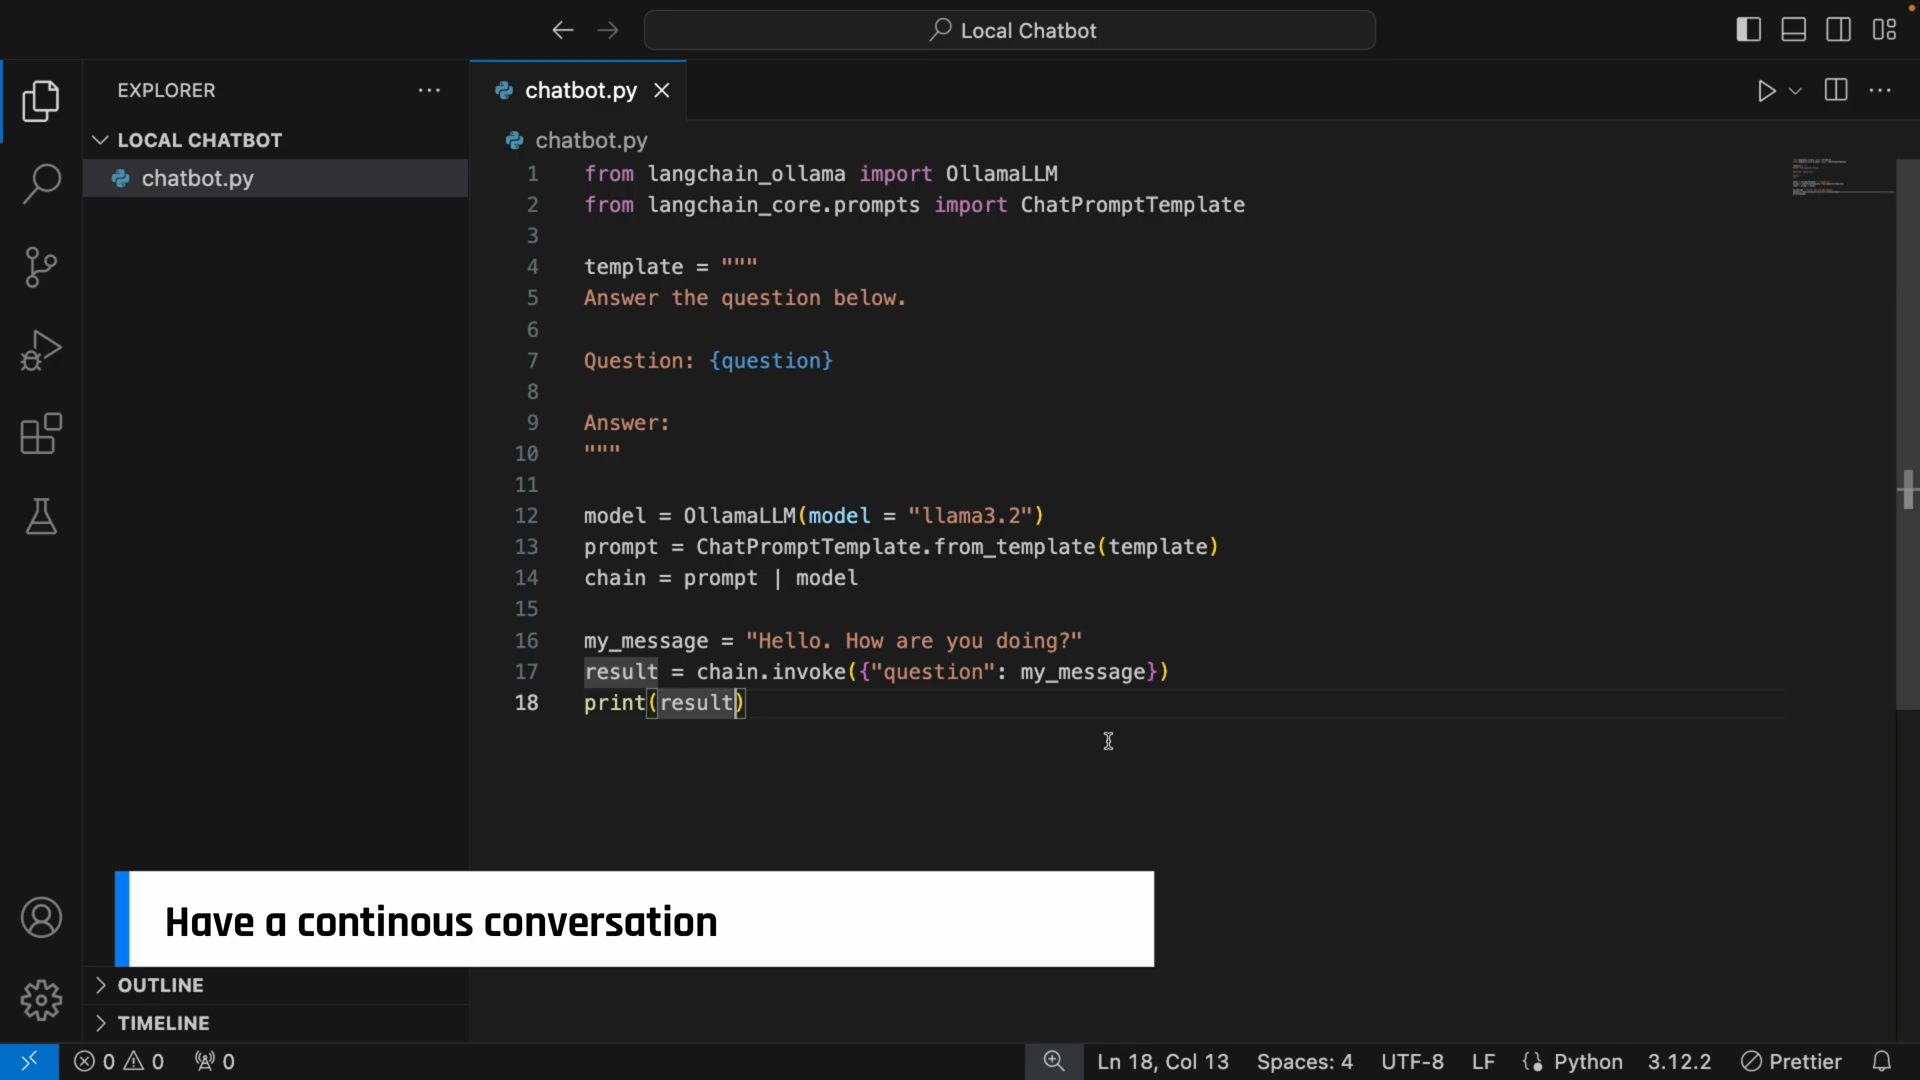 Local Chatbot
EXPLORER
LOCAL CHATBOT
chatbot.py
chatbot.py
chatbot.py
1 from langchain_ollama import OllamaLLM
2 from langchain_core.prompts import ChatPromptTemplate
3
4 template = """
5 Answer the question below.
6
7 Question: {question}
8
9 Answer:
10 """
11
12 model = OllamaLLM(model = "llama3.2")
13 prompt = ChatPromptTemplate.from_template(template)
14 chain = prompt | model
15
16 my_message = "Hello. How are you doing?"
17 result = chain.invoke({"question": my_message})
18 print(result)
Have a continous conversation
OUTLINE
TIMELINE
0 0 0 Ln 18, Col 13 Spaces: 4 UTF-8 LF Python 3.12.2 Prettier